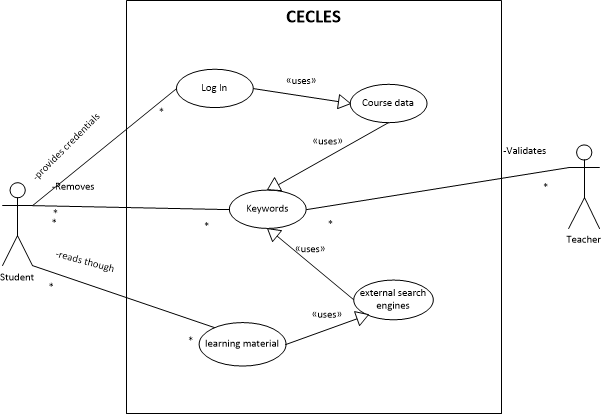 CECLES
Log In
«uses»
Course data
-provides credentials
*
«uses»
-Validates
-Removes
*
*
*
Keywords
*
*
Student
Teacher
-reads though
«uses»
*
external search
engines
«uses»
*
learning material